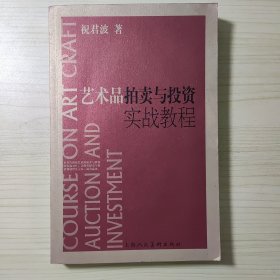 祝君波 著
艺术品拍卖与投资
实战教程
COURSE ON ART CRAFT
AUCTION AND
INVESTMENT
上海人民美术出版社